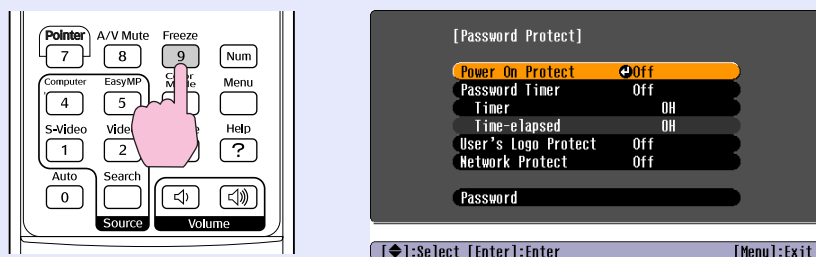 Pointer A/V Mute Freeze
7 8 9 Num
Computer EasyMP Color Mode Menu
4 5
S-Video Help
1 2 ?
Auto Search
0
Source Volume
[Password Protect]
Power On Protect Off
Password Timer Off
Timer 0H
Time-elapsed 0H
User's Logo Protect Off
Network Protect Off
Password
[◆]:Select [Enter]:Enter [Menu]:Exit